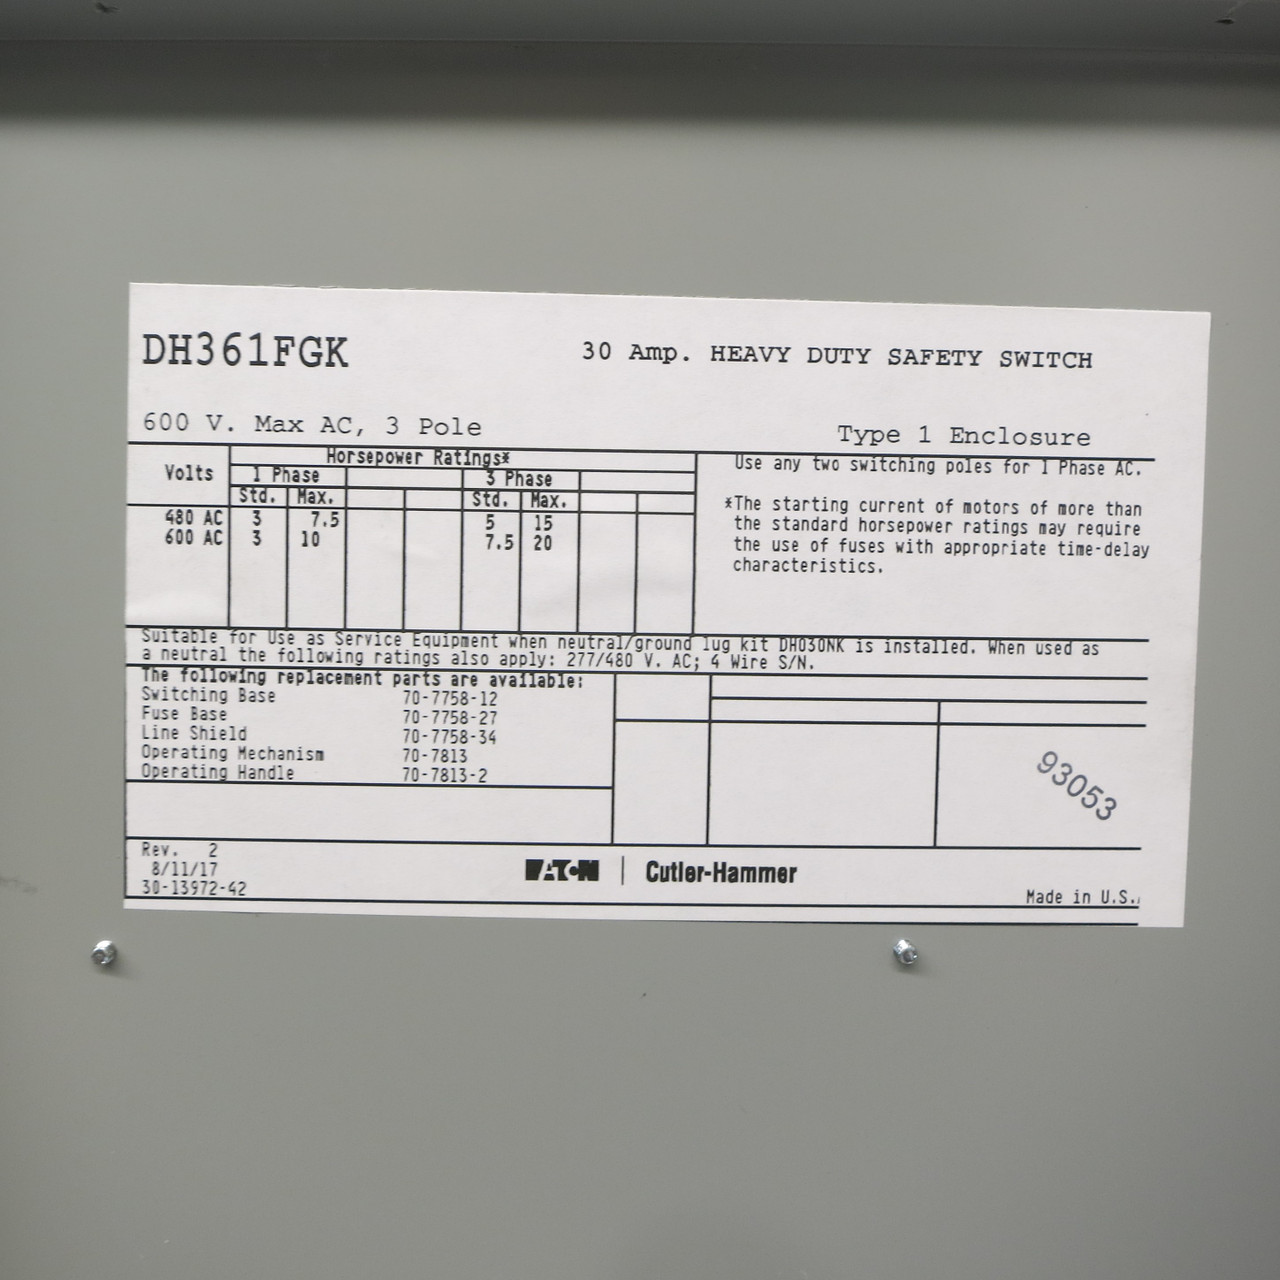 DH361FGK
30 Amp. HEAVY DUTY SAFETY SWITCH
600 V. Max AC, 3 Pole
Type 1 Enclosure
Horsepower Ratings*
Volts
1 Phase
3 Phase
Std. Max. Std. Max.
480 AC 3 7.5 5 15
600 AC 3 10 7.5 20
Use any two switching poles for 1 Phase AC.
*The starting current of motors of more than
the standard horsepower ratings may require
the use of fuses with appropriate time-delay
characteristics.
Suitable for Use as Service Equipment when neutral/ground lug kit DH030NK is installed. When used as
a neutral the following ratings also apply: 277/480 V. AC; 4 Wire S/N.
The following replacement parts are available:
Switching Base 70-7758-12
Fuse Base 70-7758-27
Line Shield 70-7758-34
Operating Mechanism 70-7813
Operating Handle 70-7813-2
93053
Rev. 2
8/11/17
30-13972-42
EATON | Cutler-Hammer
Made in U.S.